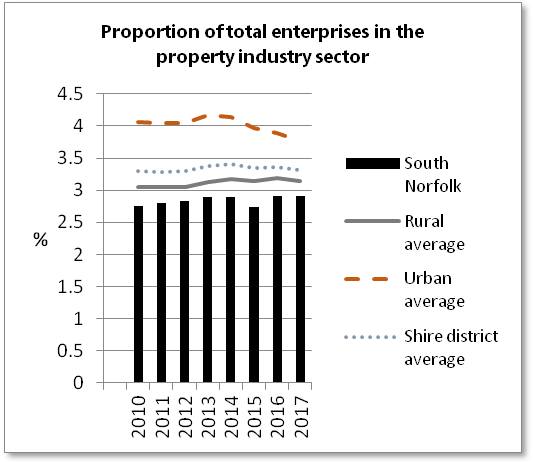 Proportion of total enterprises in the
property industry sector
4.5
4
3.5
3
2.5
2
1.5
1
0.5
0
%
2010
2011
2012
2013
2014
2015
2016
2017
South
Norfolk
Rural
average
Urban
average
Shire district
average